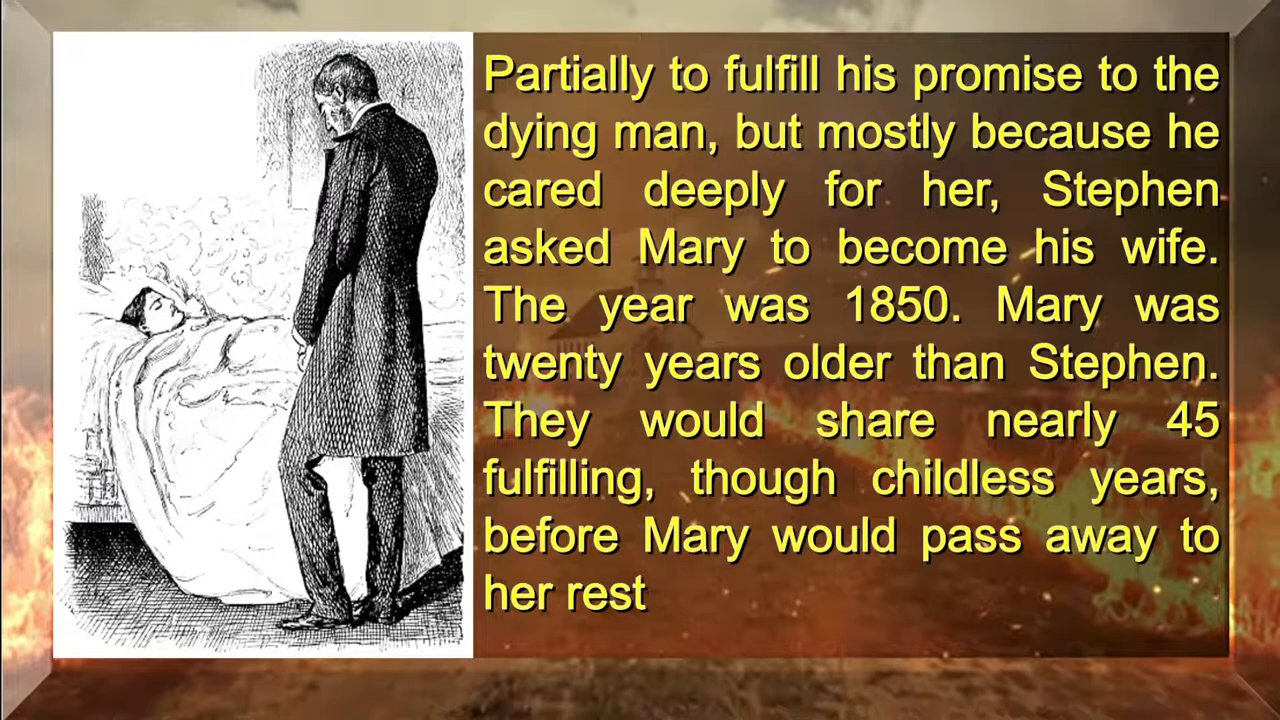 Partially to fulfill his promise to the
dying man, but mostly because he
cared deeply for her, Stephen
asked Mary to become his wife.
The year was 1850. Mary was
twenty years older than Stephen.
They would share nearly 45
fulfilling, though childless years,
before Mary would pass away to
her rest